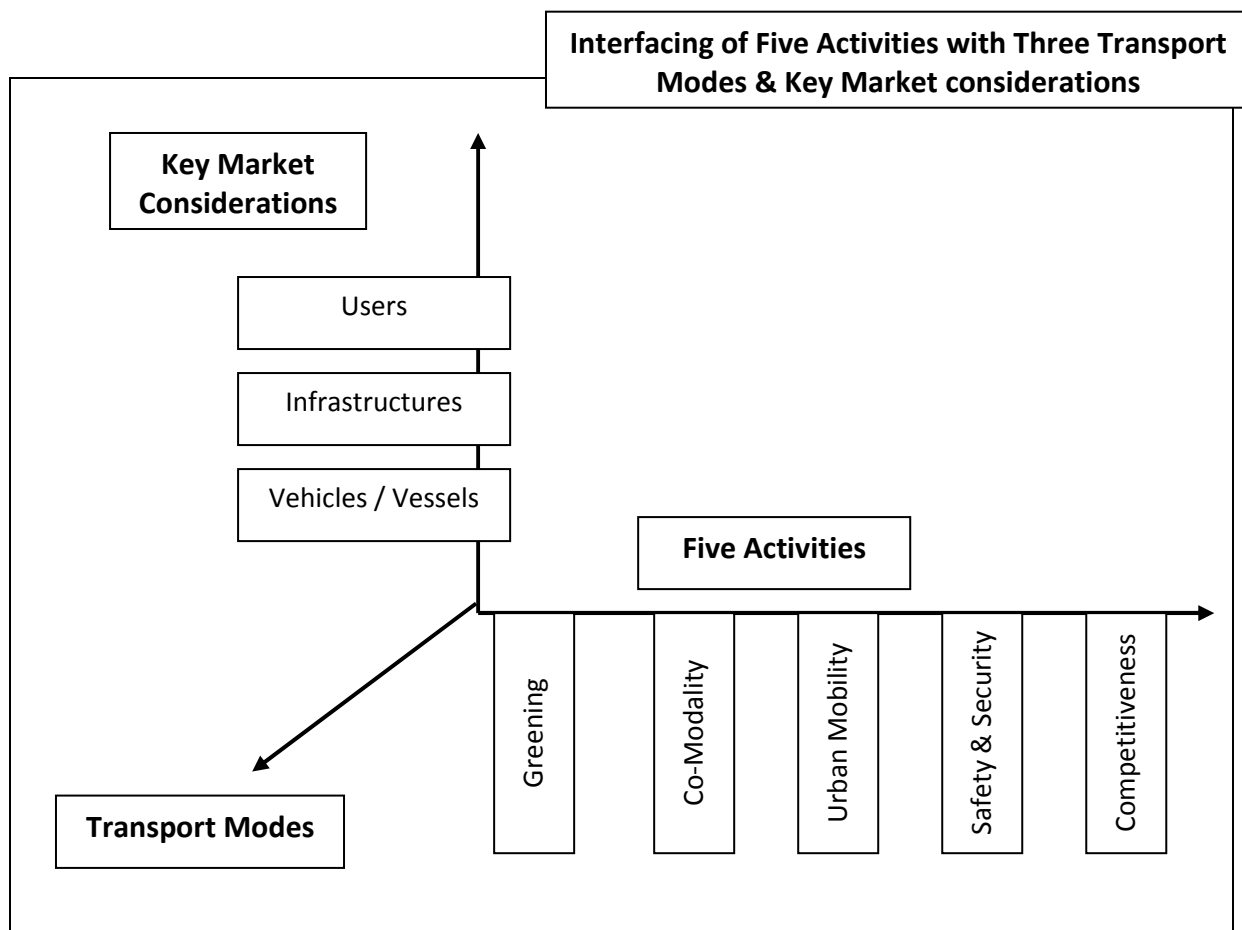 Interfacing of Five Activities with Three Transport
Modes & Key Market considerations
Key Market
Considerations
Users
Infrastructures
Vehicles / Vessels
Five Activities
Greening
Co-Modality
Urban Mobility
Safety & Security
Competitiveness
Transport Modes